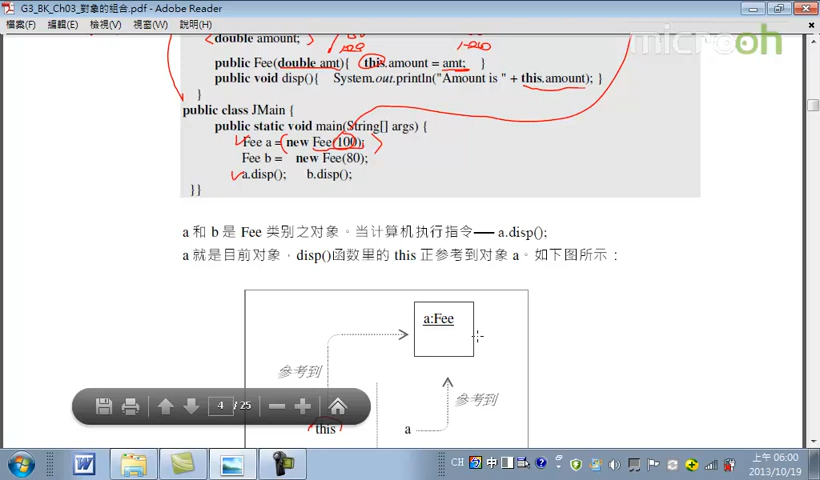 G3_BK_Ch03_對象的組合.pdf - Adobe Reader
檔案(F) 編輯(E) 檢視(V) 視窗(W) 說明(H)
microoh
double amount;
public Fee(double amt){ this.amount = amt; }
public void disp(){ System.out.println("Amount is " + this.amount); }
}
public class JMain {
public static void main(String[] args) {
Fee a = new Fee(100);
Fee b = new Fee(80);
a.disp(); b.disp();
}}
a 和 b 是 Fee 类别之对象。当计算机执行指令── a.disp();
a 就是目前对象，disp()函数里的 this 正参考到对象 a。如下图所示：
a:Fee
参考到
参考到
4 / 25
this a
CH 中
上午 06:00
2013/10/19